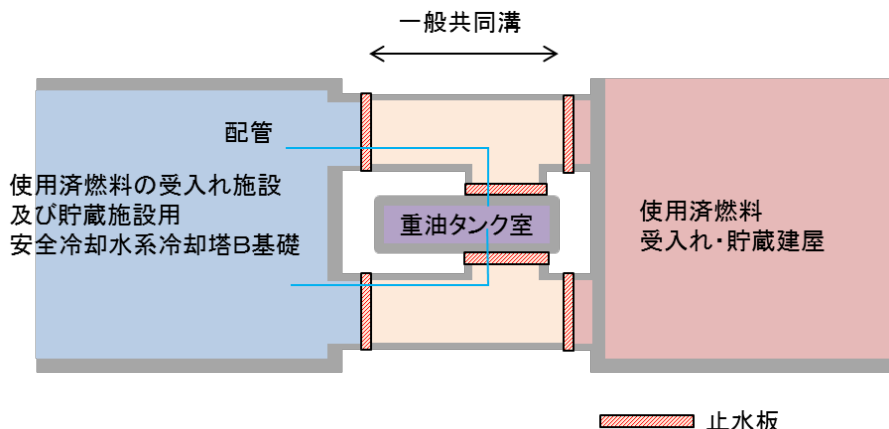 一般共同溝
配管
使用済燃料の受入れ施設
及び貯蔵施設用
安全冷却水系冷却塔B基礎
重油タンク室
使用済燃料
受入れ・貯蔵建屋
止水板